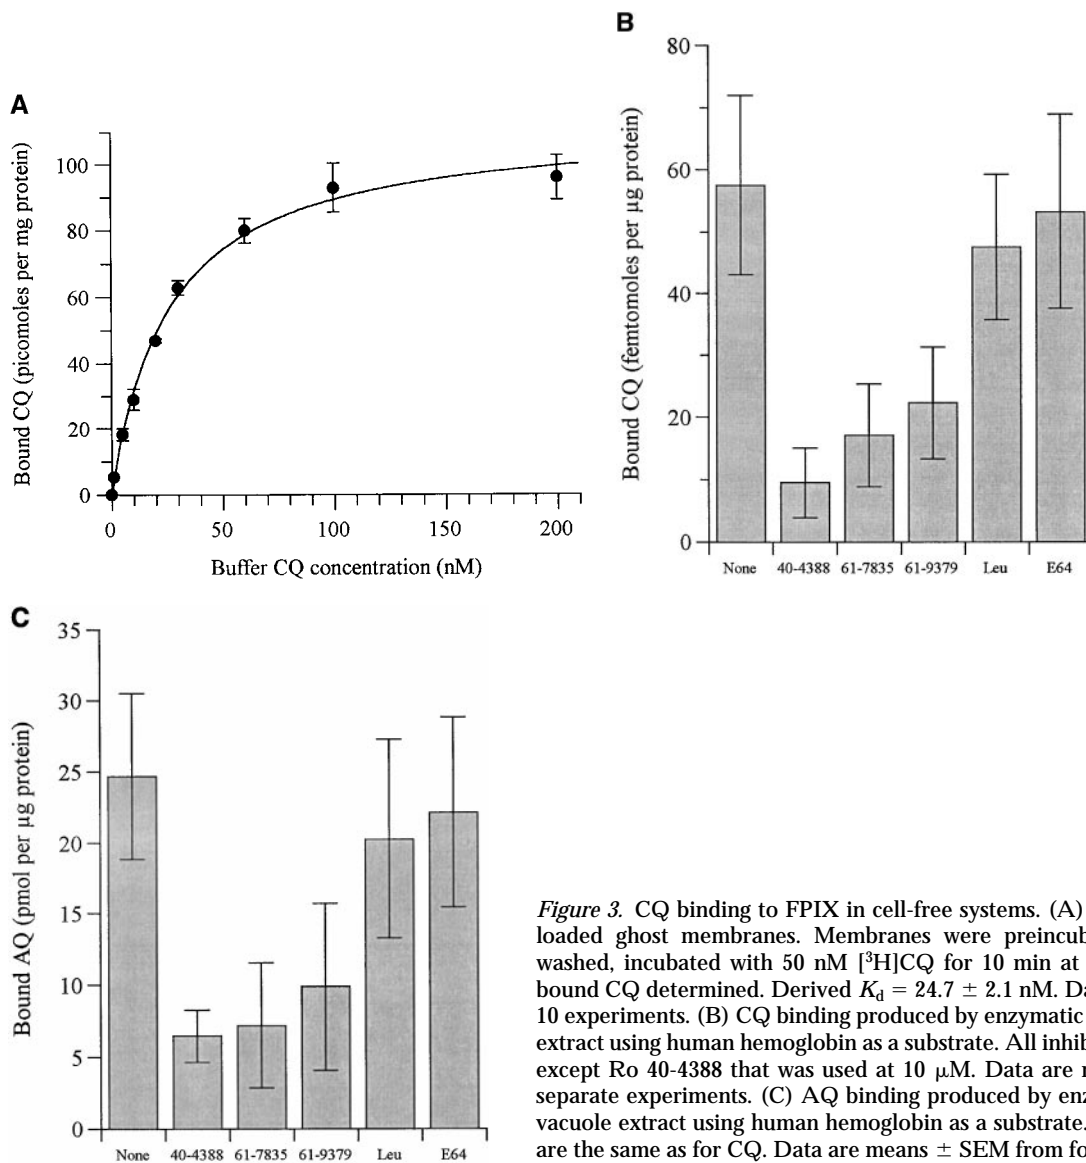 A
Bound CQ (picomoles per mg protein)
100
80
60
40
20
0
0
50
100
150
200
Buffer CQ concentration (nM)
B
Bound CQ (femtomoles per µg protein)
80
60
40
20
0
None
40-4388
61-7835
61-9379
Leu
E64
C
Bound AQ (pmol per µg protein)
35
30
25
20
15
10
5
0
None
40-4388
61-7835
61-9379
Leu
E64
Figure 3. CQ binding to FPIX in cell-free systems. (A)
loaded ghost membranes. Membranes were preincub
washed, incubated with 50 nM [³H]CQ for 10 min at
bound CQ determined. Derived Kd = 24.7 ± 2.1 nM. Da
10 experiments. (B) CQ binding produced by enzymatic
extract using human hemoglobin as a substrate. All inhib
except Ro 40-4388 that was used at 10 µM. Data are n
separate experiments. (C) AQ binding produced by enz
vacuole extract using human hemoglobin as a substrate.
are the same as for CQ. Data are means ± SEM from fo